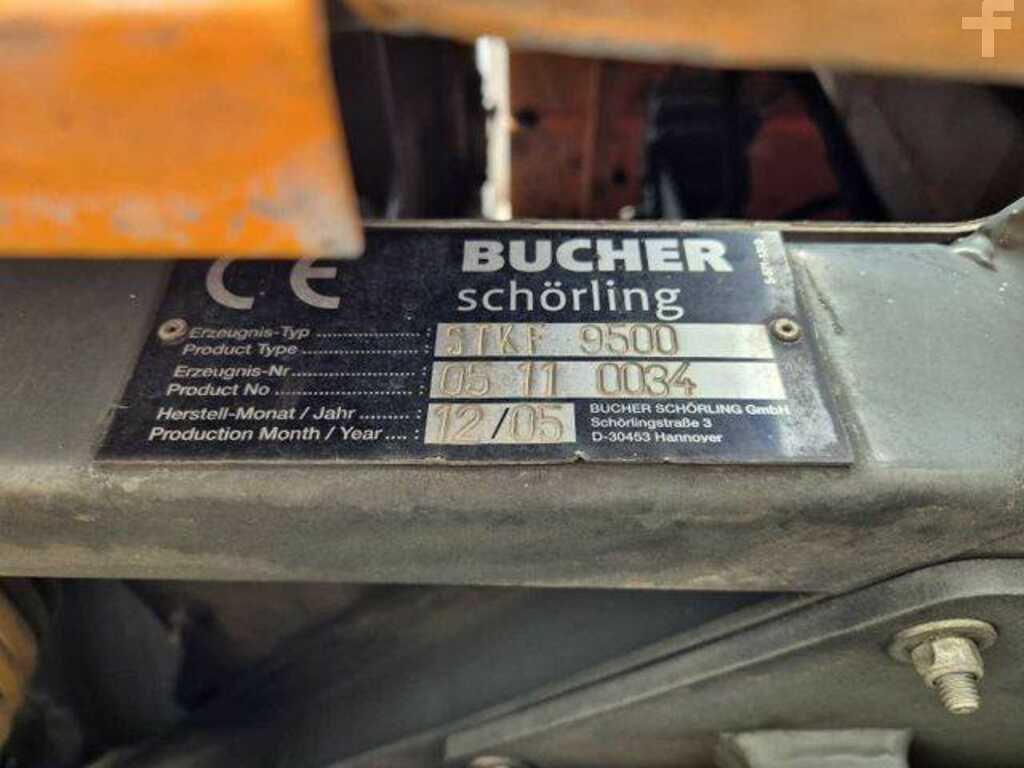 CE BUCHER
schörling
Erzeugnis-Typ .......... : STKF 9500
Product Type ..........
Erzeugnis-Nr .......... : 05 11 0034
Product No ..........
Herstell-Monat / Jahr ........ : 12/05
Production Month / Year .... :
BUCHER SCHÖRLING GmbH
Schörlingstraße 3
D-30453 Hannover
f